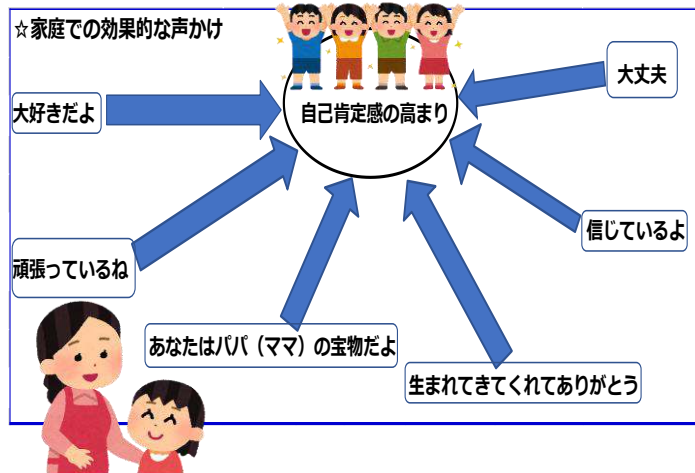 ☆家庭での効果的な声かけ
自己肯定感の高まり
大丈夫
大好きだよ
信じているよ
頑張っているね
あなたはパパ（ママ）の宝物だよ
生まれてきてくれてありがとう